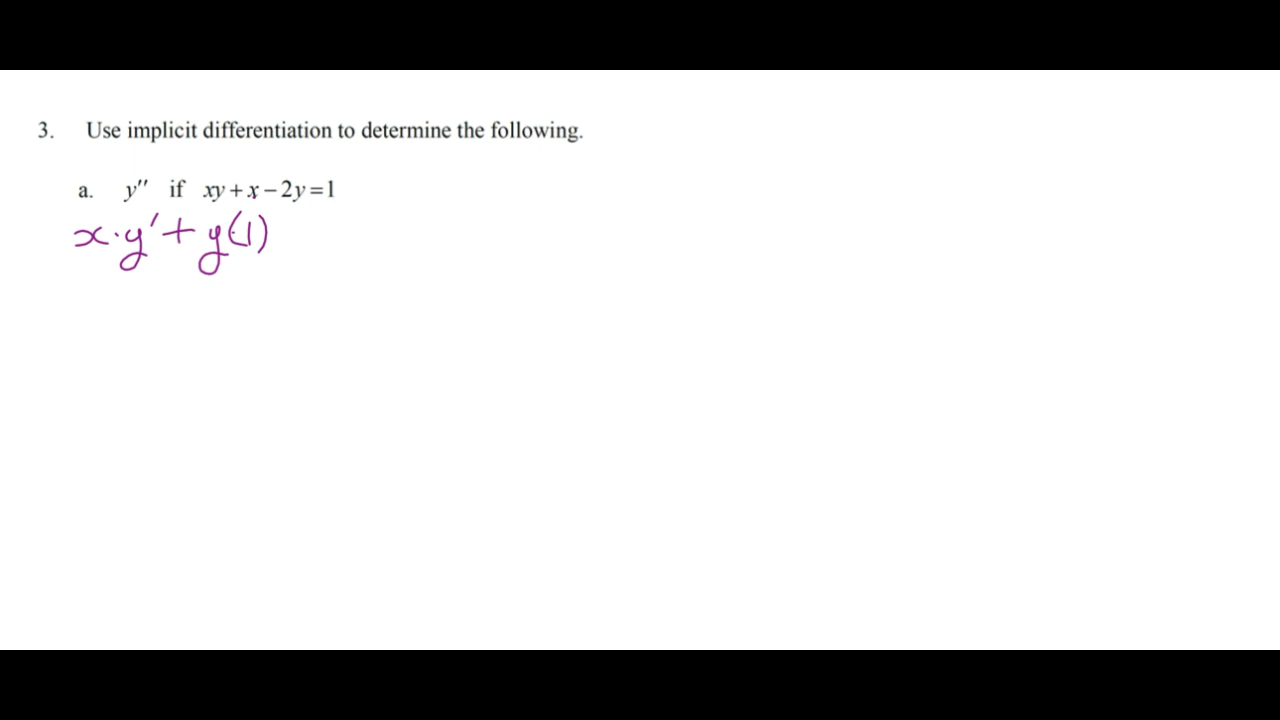 3. Use implicit differentiation to determine the following.
a. y″ if xy + x − 2y = 1
x · y′ + y(1)